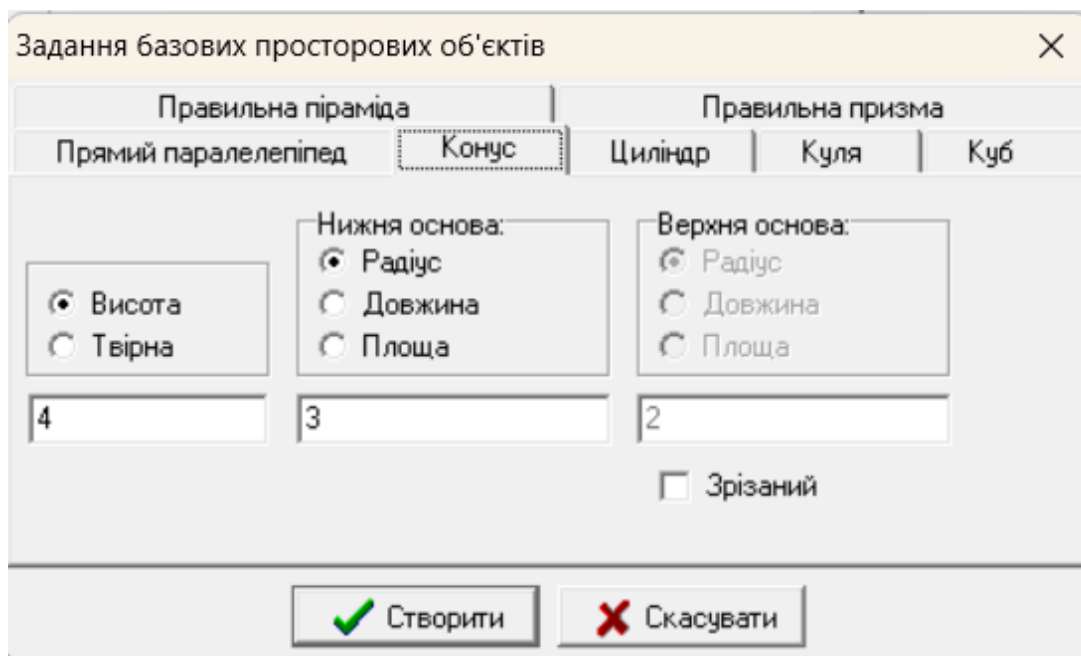 Задання базових просторових об'єктів
Правильна піраміда Правильна призма
Прямий паралелепіпед Конус Циліндр Куля Куб
Нижня основа: Верхня основа:
Радіус Радіус
Висота Довжина Довжина
Твірна Площа Площа
4 3 2
Зрізаний
Створити Скасувати